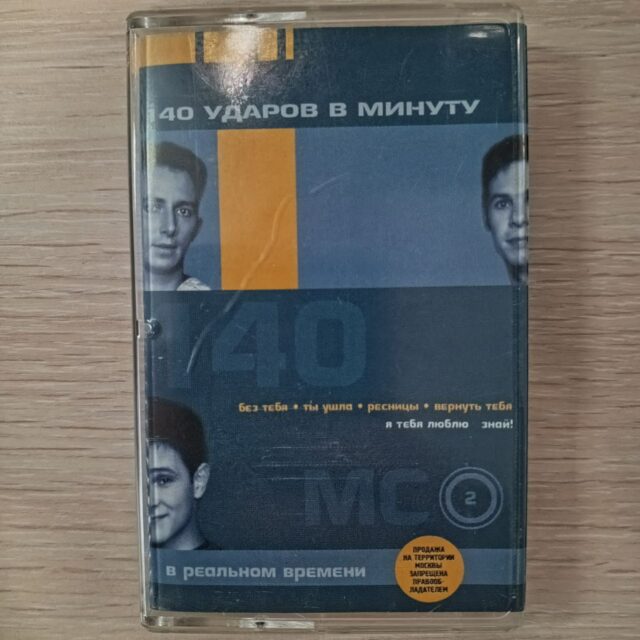 140 УДАРОВ В МИНУТУ
140
без тебя • ты ушла • ресницы • вернуть тебя
я тебя люблю знай!
МС 2
в реальном времени
ПРОДАЖА
НА ТЕРРИТОРИИ
МОСКВЫ
ЗАПРЕЩЕНА
ПРАВООБ-
ЛАДАТЕЛЕМ